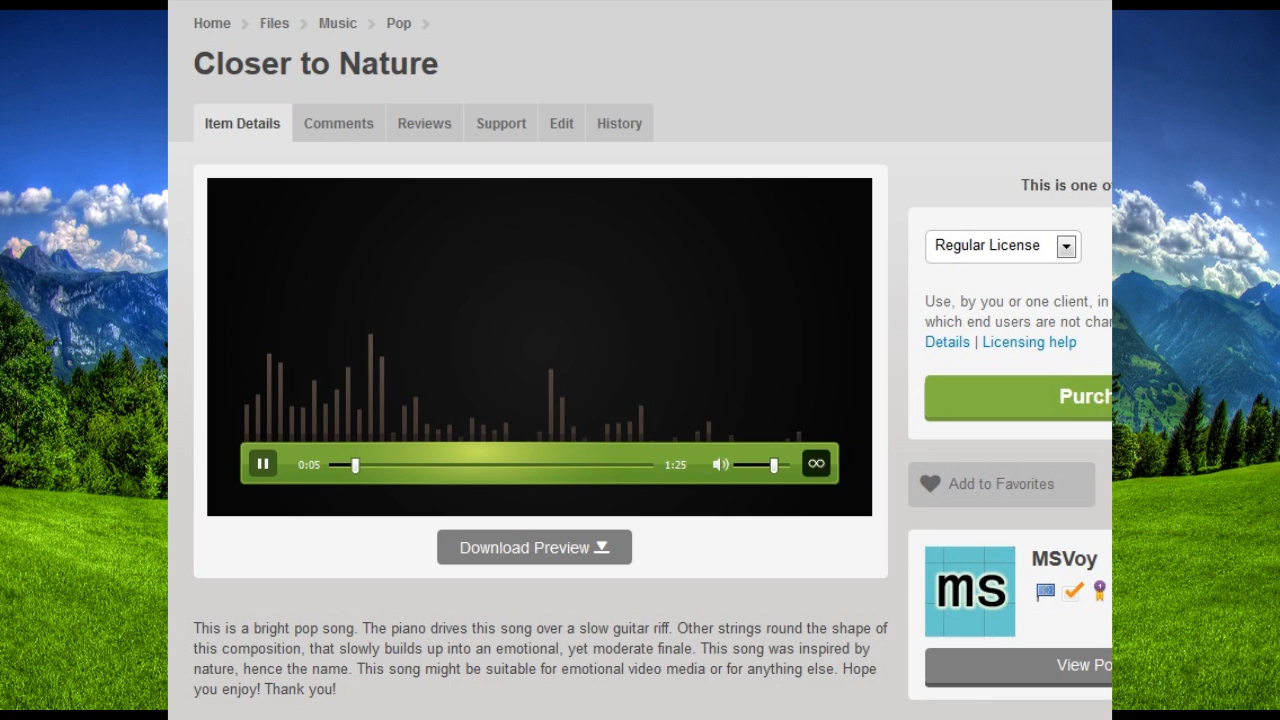 Home Files Music Pop
Closer to Nature
Item Details Comments Reviews Support Edit History
This is one o
Regular License
Use, by you or one client, in
which end users are not char
Details | Licensing help
Purch
0:05 1:25
Add to Favorites
Download Preview
ms
MSVoy
View Po
This is a bright pop song. The piano drives this song over a slow guitar riff. Other strings round the shape of
this composition, that slowly builds up into an emotional, yet moderate finale. This song was inspired by
nature, hence the name. This song might be suitable for emotional video media or for anything else. Hope
you enjoy! Thank you!